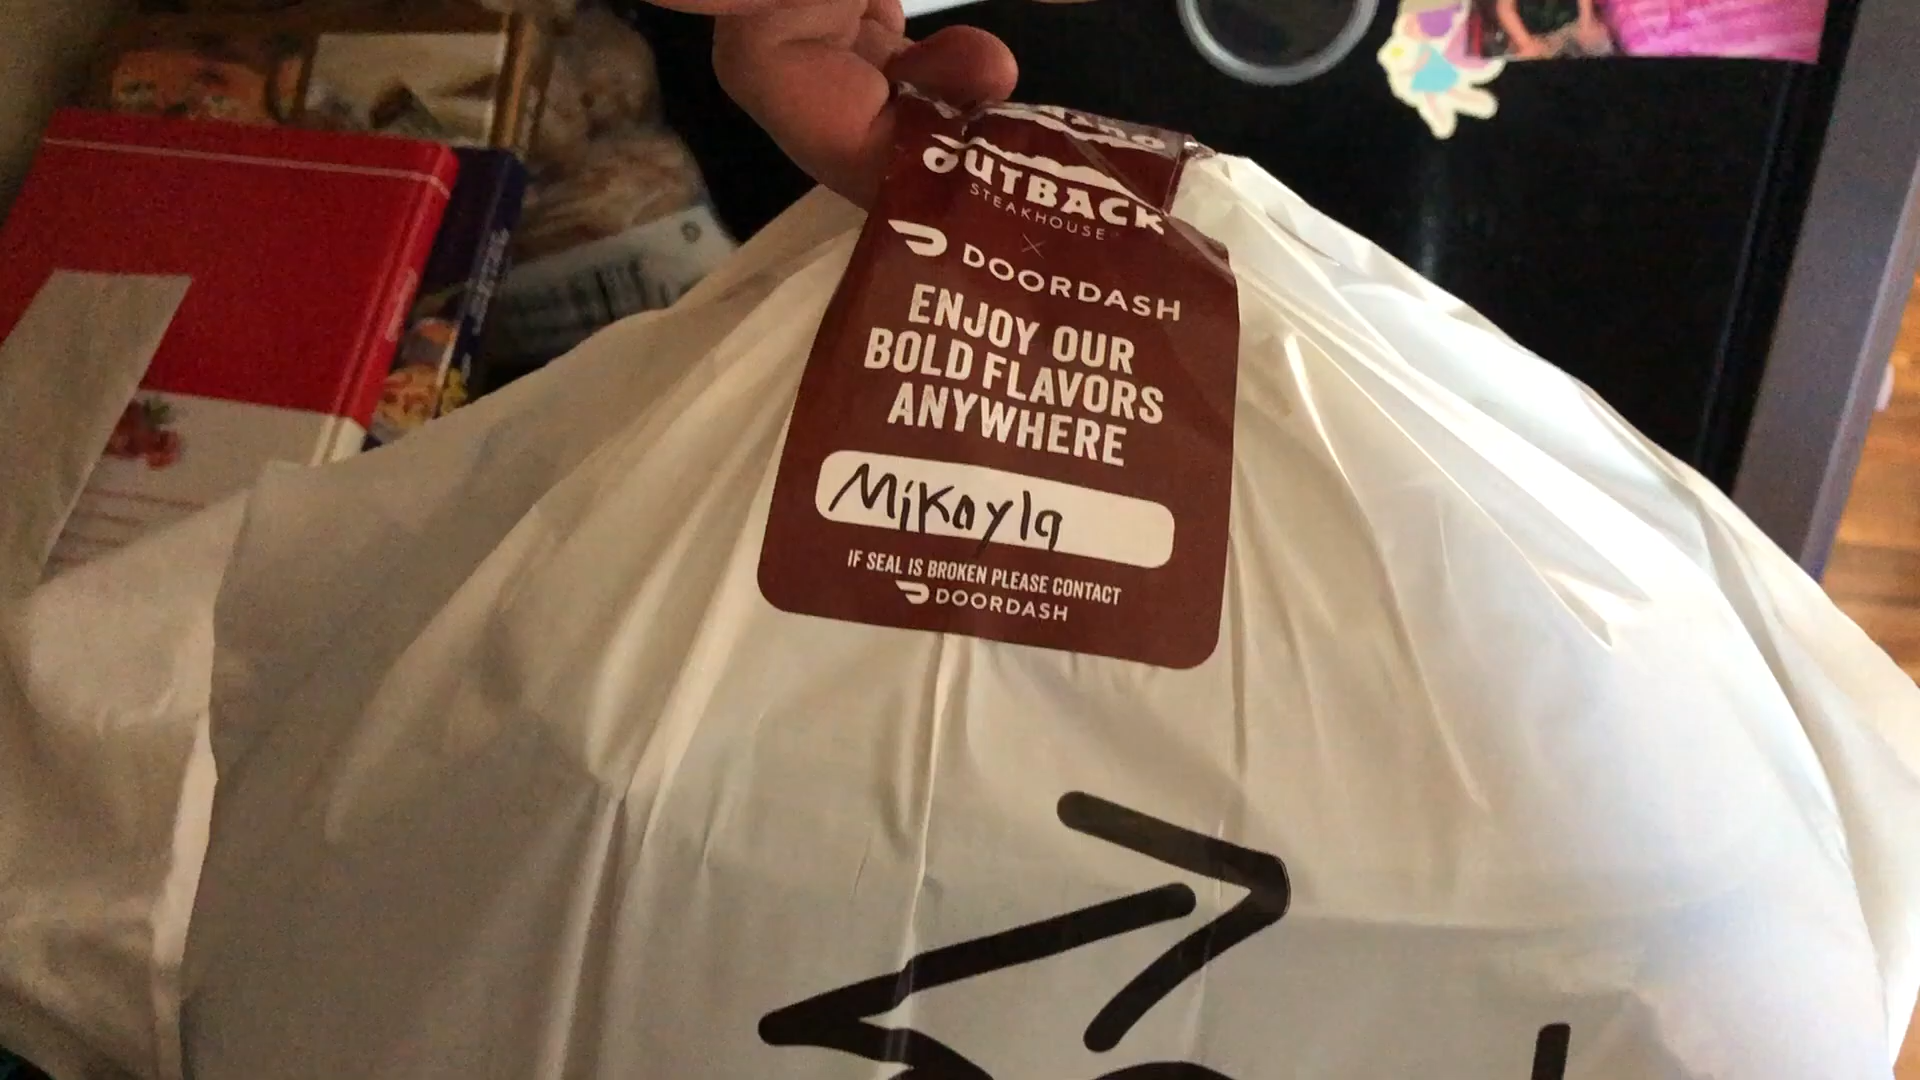 OUTBACK
STEAKHOUSE
×
DOORDASH
ENJOY OUR
BOLD FLAVORS
ANYWHERE
Mikayla
IF SEAL IS BROKEN PLEASE CONTACT
DOORDASH